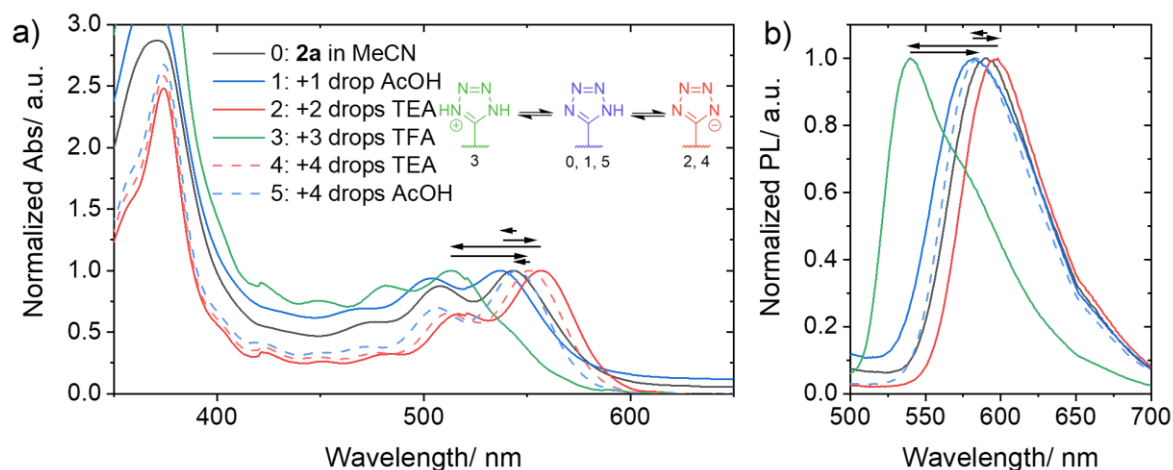 a)
Normalized Abs/ a.u.
3.0
2.5
2.0
1.5
1.0
0.5
0.0
0: 2a in MeCN
1: +1 drop AcOH
2: +2 drops TEA
3: +3 drops TFA
4: +4 drops TEA
5: +4 drops AcOH
N N
HN NH
⊕
3
N N
N NH
0, 1, 5
N N
N N
⊖
2, 4
400
500
600
Wavelength/ nm
b)
Normalized PL/ a.u.
1.0
0.8
0.6
0.4
0.2
0.0
500
550
600
650
700
Wavelength/ nm